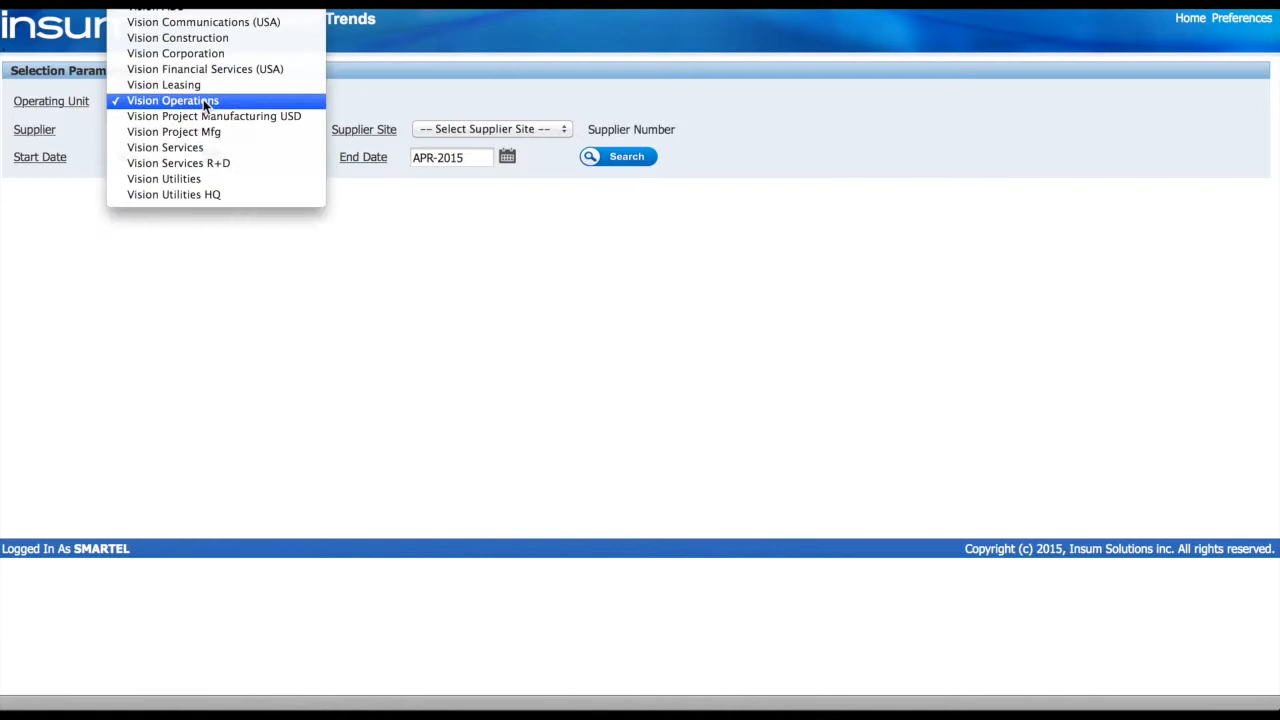 insum
Trends
Home Preferences
Vision Communications (USA)
Vision Construction
Vision Corporation
Vision Financial Services (USA)
Vision Leasing
✓ Vision Operations
Vision Project Manufacturing USD
Vision Project Mfg
Vision Services
Vision Services R+D
Vision Utilities
Vision Utilities HQ
Selection Param
Operating Unit
Supplier
Supplier Site
-- Select Supplier Site --
Supplier Number
Start Date
End Date
APR-2015
Search
Logged In As SMARTEL
Copyright (c) 2015, Insum Solutions inc. All rights reserved.